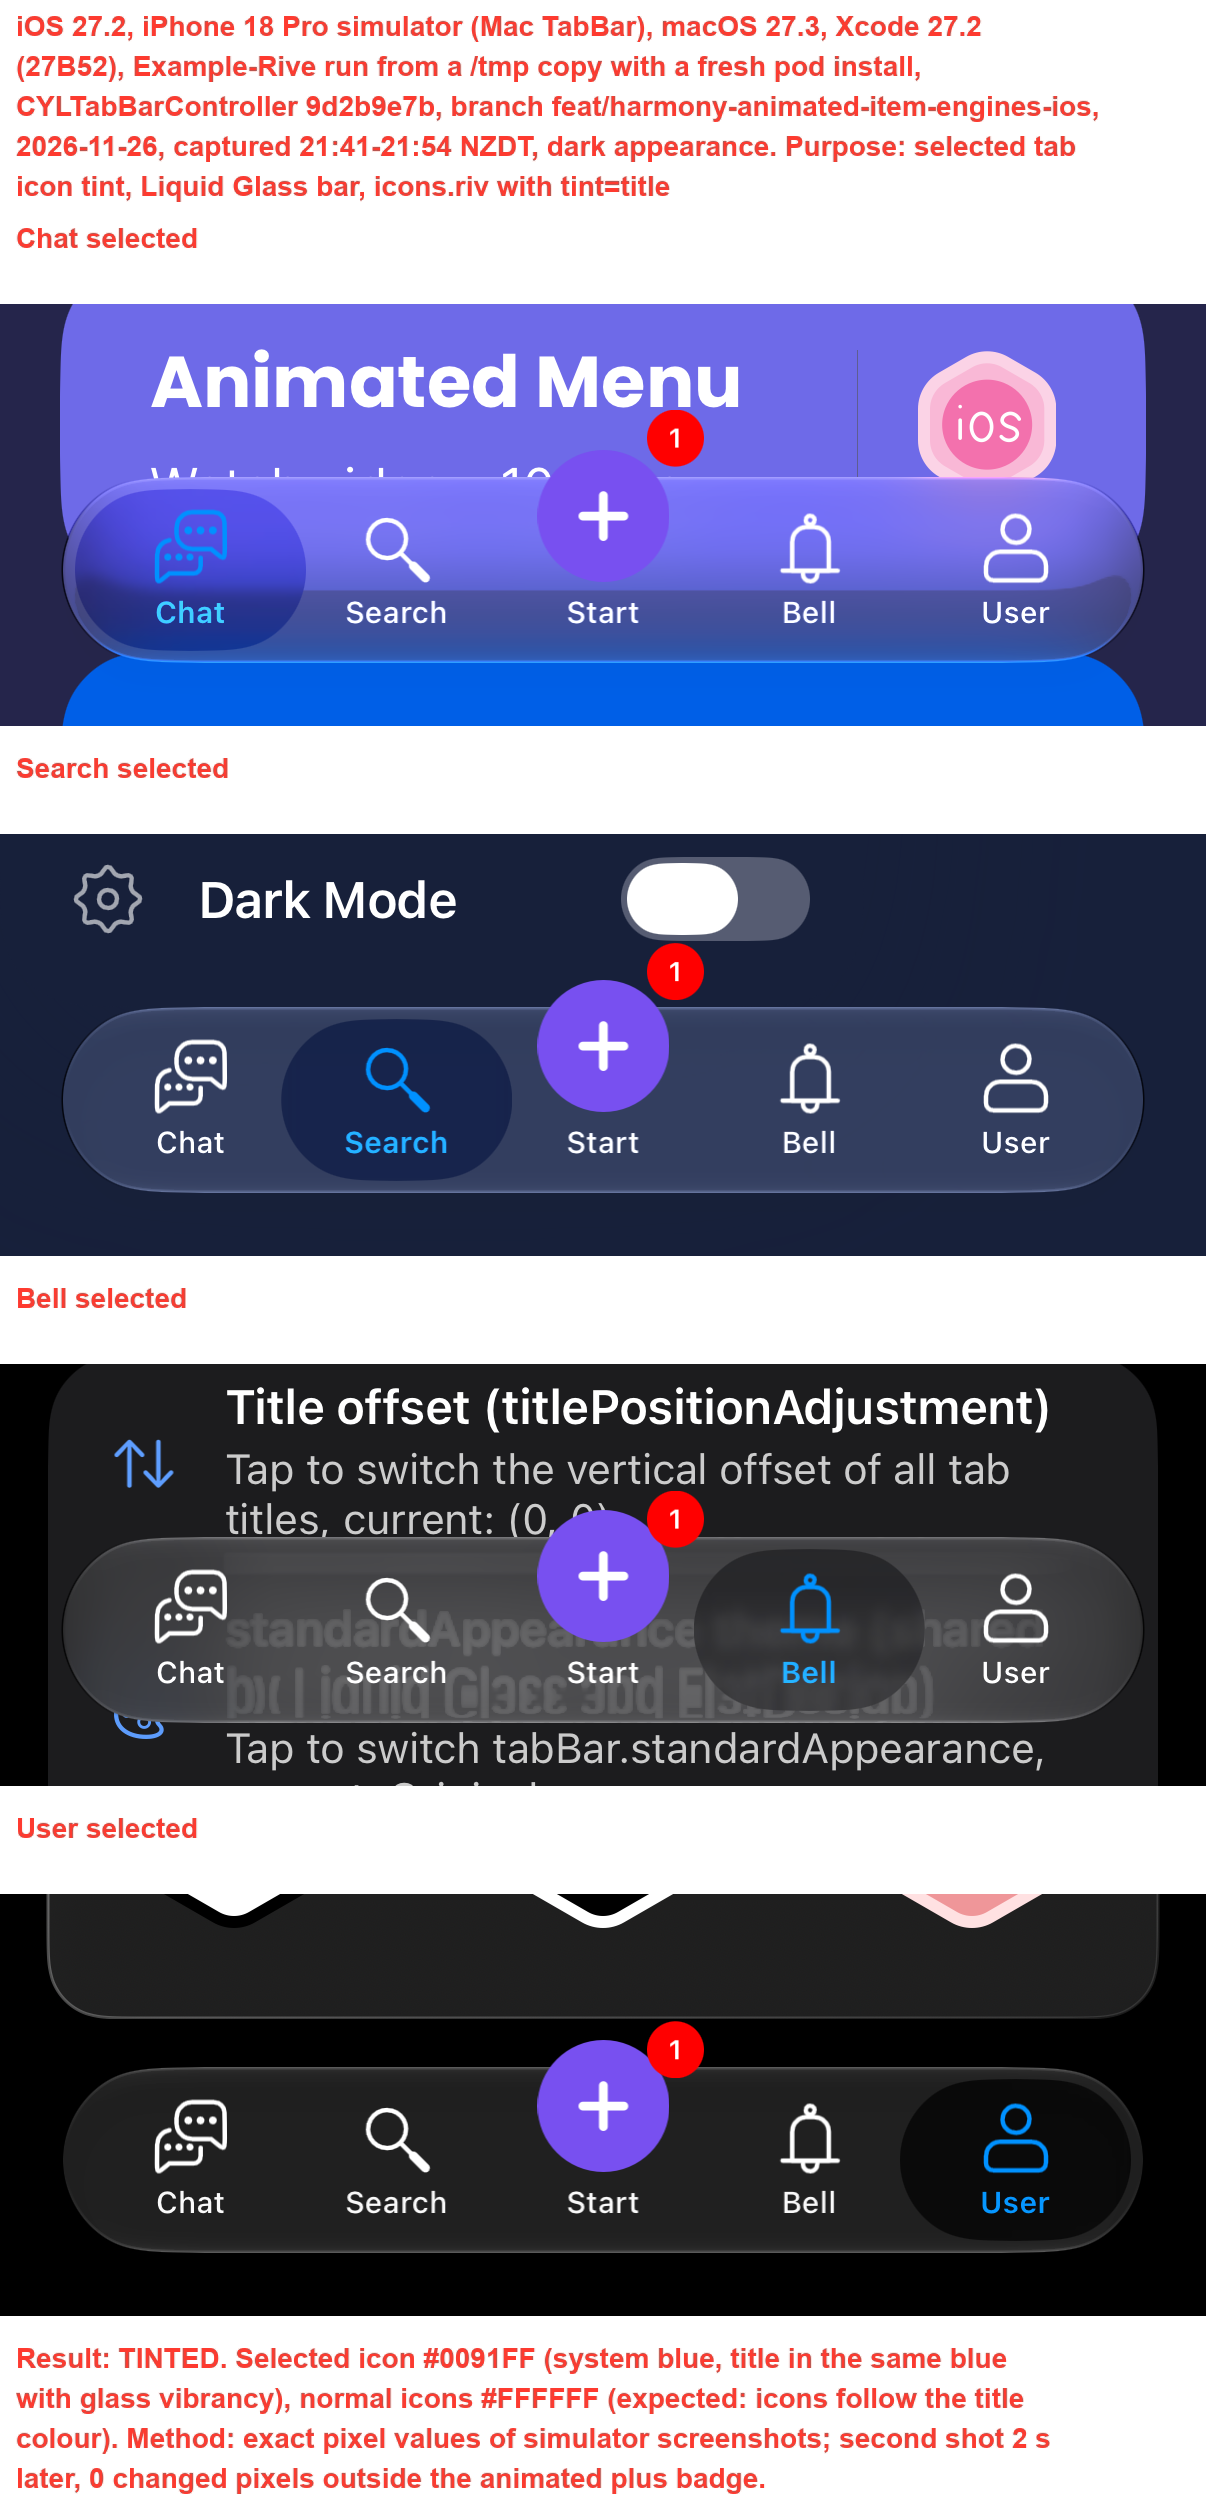 iOS 27.2, iPhone 18 Pro simulator (Mac TabBar), macOS 27.3, Xcode 27.2
(27B52), Example-Rive run from a /tmp copy with a fresh pod install,
CYLTabBarController 9d2b9e7b, branch feat/harmony-animated-item-engines-ios,
2026-11-26, captured 21:41-21:54 NZDT, dark appearance. Purpose: selected tab
icon tint, Liquid Glass bar, icons.riv with tint=title
Chat selected
Animated Menu
iOS
1
Chat Search Start Bell User
Search selected
Dark Mode
1
Chat Search Start Bell User
Bell selected
Title offset (titlePositionAdjustment)
Tap to switch the vertical offset of all tab
titles, current: (0, 0)
1
Chat Search Start Bell User
Tap to switch tabBar.standardAppearance,
User selected
1
Chat Search Start Bell User
Result: TINTED. Selected icon #0091FF (system blue, title in the same blue
with glass vibrancy), normal icons #FFFFFF (expected: icons follow the title
colour). Method: exact pixel values of simulator screenshots; second shot 2 s
later, 0 changed pixels outside the animated plus badge.